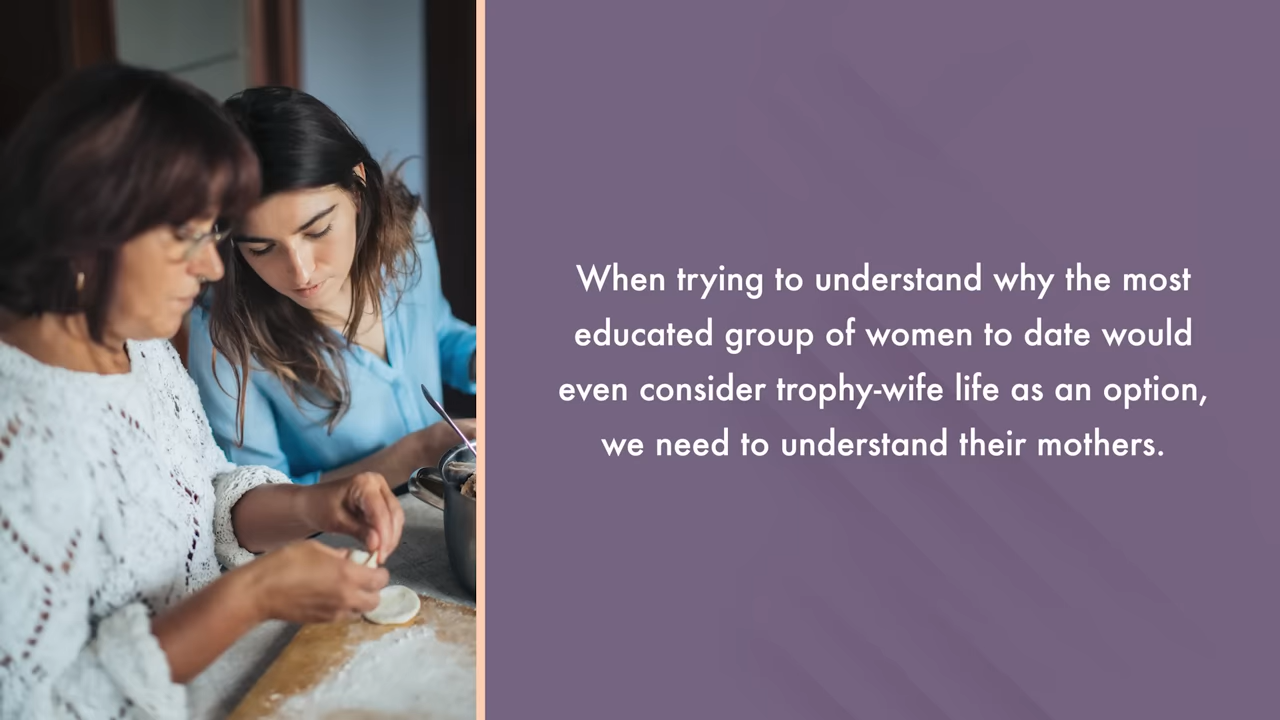 When trying to understand why the most
educated group of women to date would
even consider trophy-wife life as an option,
we need to understand their mothers.